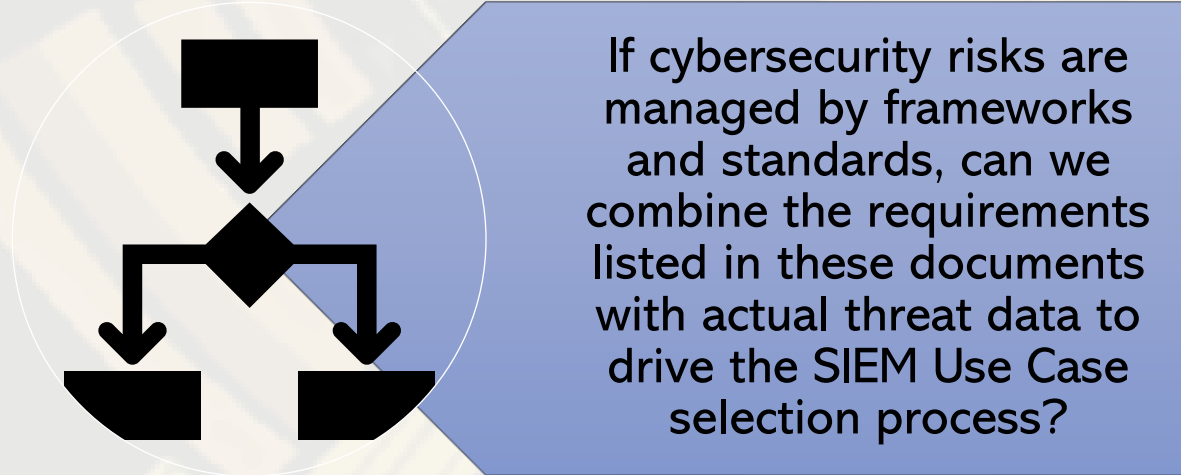 If cybersecurity risks are
managed by frameworks
and standards, can we
combine the requirements
listed in these documents
with actual threat data to
drive the SIEM Use Case
selection process?